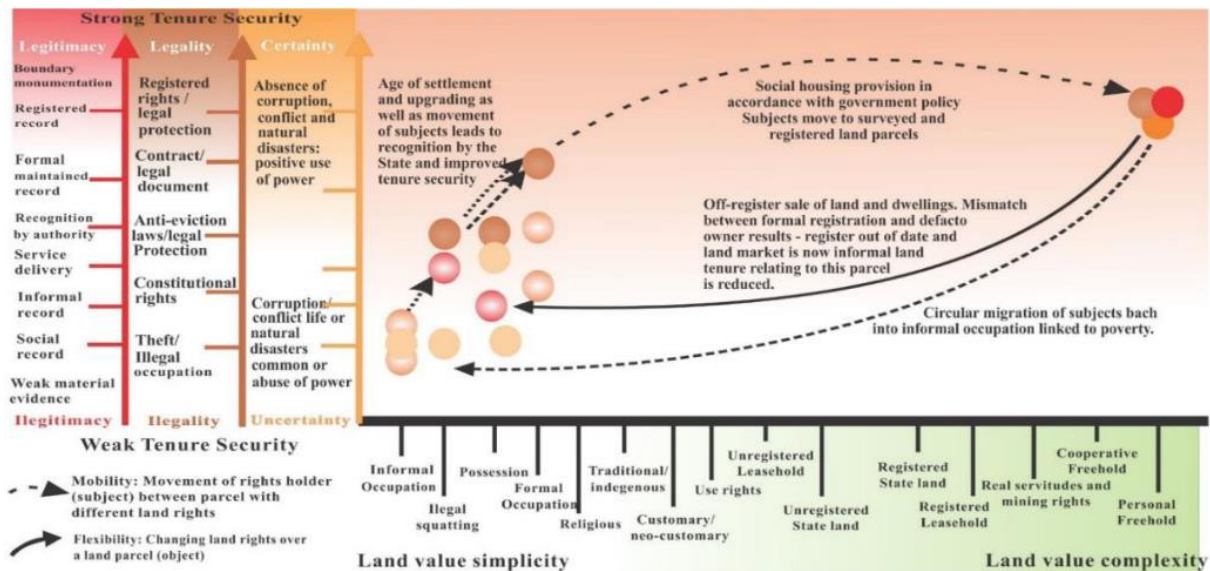 Strong Tenure Security
Legitimacy
Legality
Certainty
Boundary
monumentation
Registered
record
Formal
maintained
record
Recognition
by authority
Service
delivery
Informal
record
Social
record
Weak material
evidence
Ilegitimacy
Registered
rights /
legal
protection
Contract/
legal
document
Anti-eviction
laws/legal
Protection
Constitutional
rights
Theft/
Illegal
occupation
Ilegality
Absence of
corruption,
conflict and
natural
disasters:
positive use
of power
Corruption/
conflict life or
natural
disasters
common or
abuse of power
Uncertainty
Weak Tenure Security
Age of settlement
and upgrading as
well as movement
of subjects leads to
recognition by the
State and improved
tenure security
Social housing provision in
accordance with government policy
Subjects move to surveyed and
registered land parcels
Off-register sale of land and dwellings. Mismatch
between formal registration and defacto
owner results - register out of date and
land market is now informal land
tenure relating to this parcel
is reduced.
Circular migration of subjects bach
into informal occupation linked to poverty.
Informal
Occupation
Ilegal
squatting
Possession
Formal
Occupation
Religious
Traditional/
indegenous
Customary/
neo-customary
Use rights
Unregistered
Leasehold
Unregistered
State land
Registered
State land
Registered
Leasehold
Real servitudes and
mining rights
Cooperative
Freehold
Personal
Freehold
Land value simplicity
Land value complexity
Mobility: Movement of rights holder
(subject) between parcel with
different land rights
Flexibility: Changing land rights over
a land parcel (object)